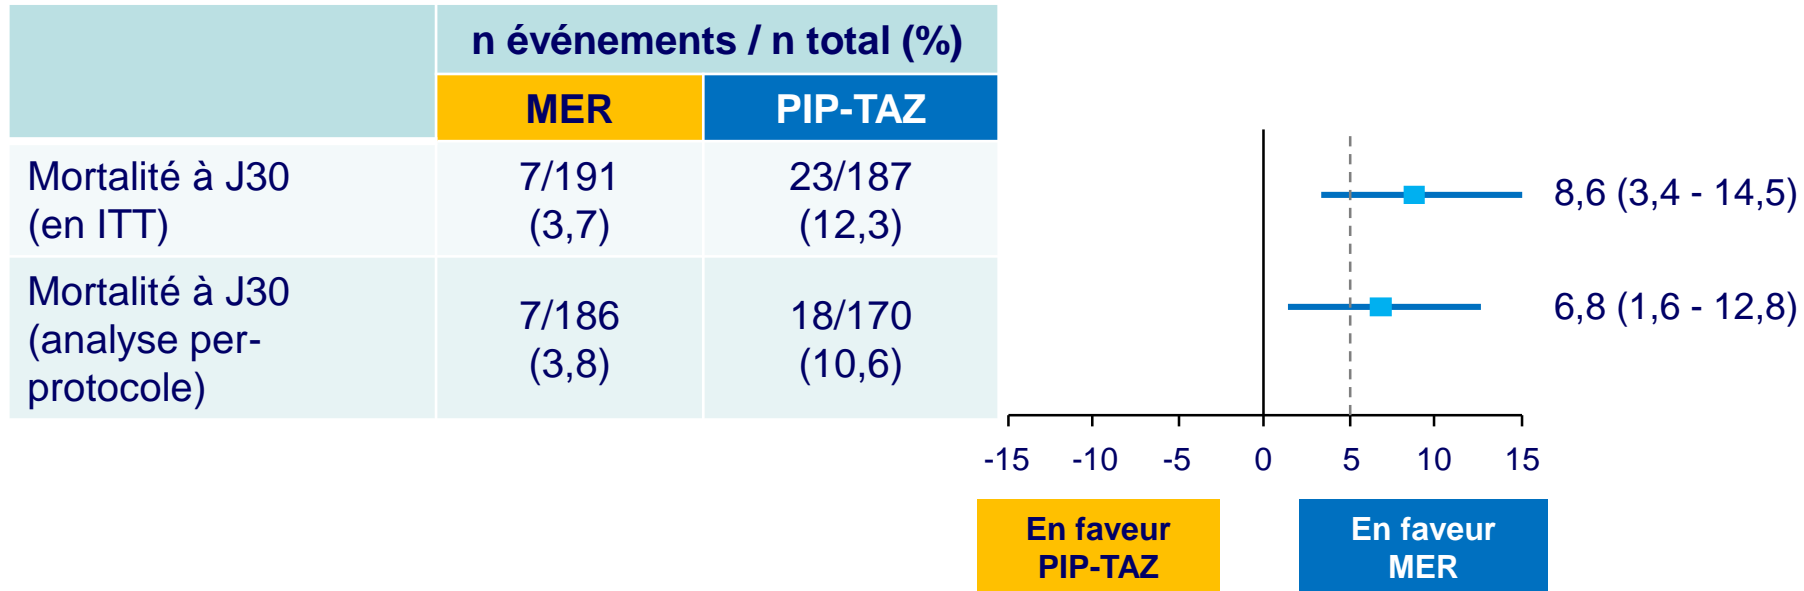 n événements / n total (%)
MER
PIP-TAZ
Mortalité à J30
(en ITT)
7/191
(3,7)
23/187
(12,3)
8,6 (3,4 - 14,5)
Mortalité à J30
(analyse per-
protocole)
7/186
(3,8)
18/170
(10,6)
6,8 (1,6 - 12,8)
-15 -10 -5 0 5 10 15
En faveur
PIP-TAZ
En faveur
MER